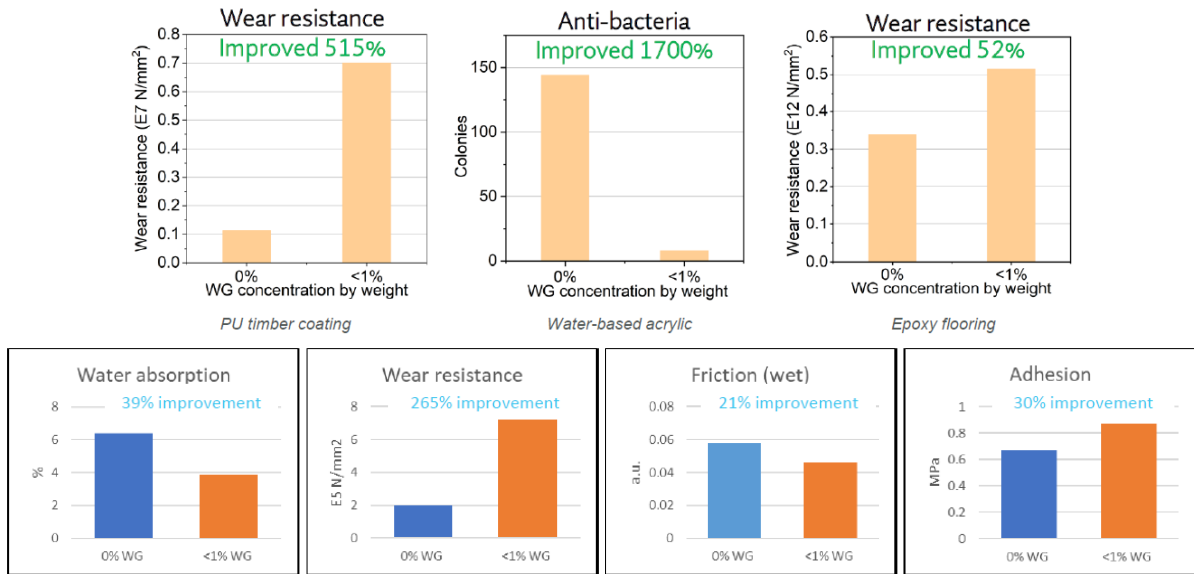 Wear resistance
Improved 515%
Wear resistance (E7 N/mm²)
0.8
0.7
0.6
0.5
0.4
0.3
0.2
0.1
0.0
0% <1%
WG concentration by weight
PU timber coating
Anti-bacteria
Improved 1700%
Colonies
150
100
50
0
0% <1%
WG concentration by weight
Water-based acrylic
Wear resistance
Improved 52%
Wear resistance (E12 N/mm²)
0.6
0.5
0.4
0.3
0.2
0.1
0.0
0% <1%
WG concentration by weight
Epoxy flooring
Water absorption
39% improvement
%
8
6
4
2
0
0% WG <1% WG
Wear resistance
265% improvement
E5 N/mm2
8
6
4
2
0
0% WG <1% WG
Friction (wet)
21% improvement
a.u.
0.08
0.06
0.04
0.02
0
0% WG <1% WG
Adhesion
30% improvement
MPa
1
0.8
0.6
0.4
0.2
0
0% WG <1% WG